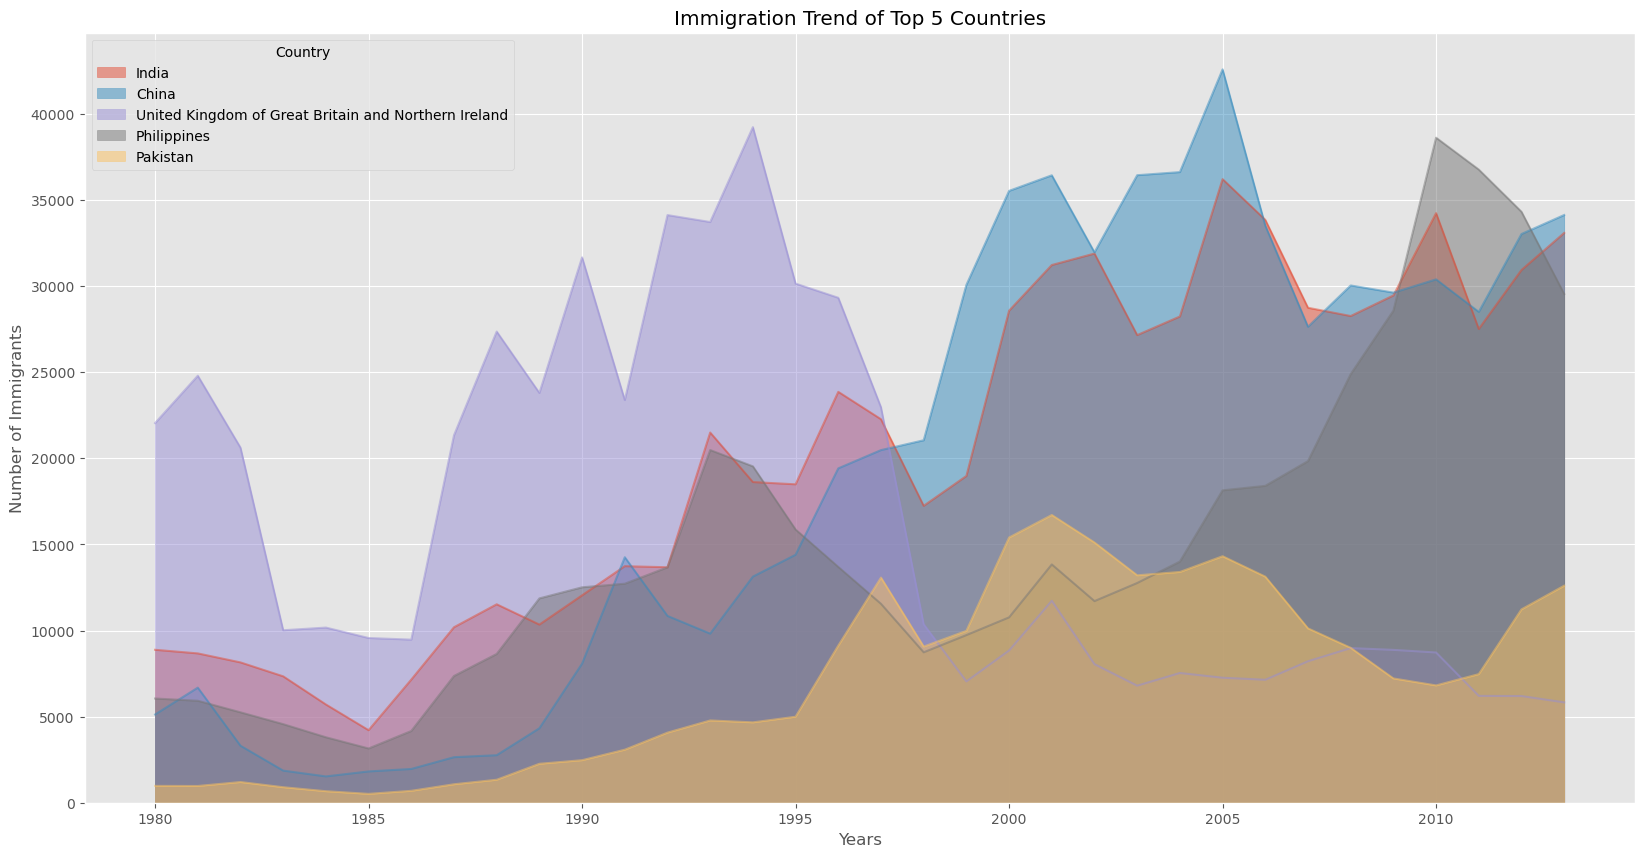 Immigration Trend of Top 5 Countries
Country
India
China
United Kingdom of Great Britain and Northern Ireland
Philippines
Pakistan
Number of Immigrants
40000
35000
30000
25000
20000
15000
10000
5000
0
1980 1985 1990 1995 2000 2005 2010
Years